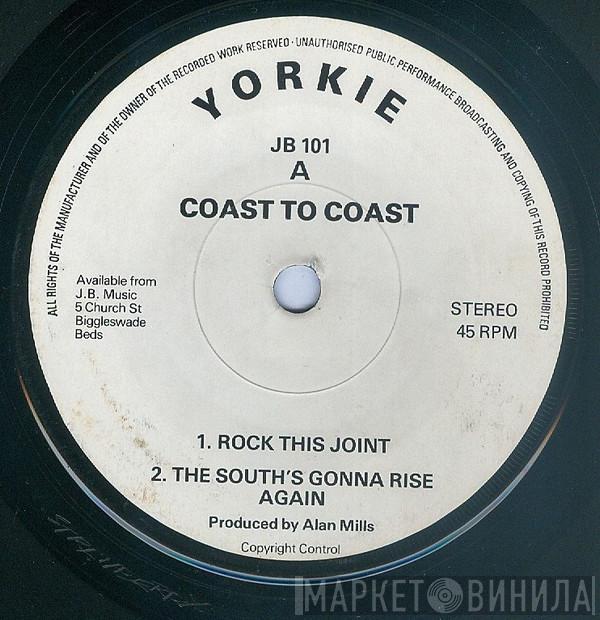 ALL RIGHTS OF THE MANUFACTURER AND OF THE OWNER OF THE RECORDED WORK RESERVED · UNAUTHORISED PUBLIC PERFORMANCE BROADCASTING AND COPYING OF THIS RECORD PROHIBITED
YORKIE
JB 101
A
COAST TO COAST
Available from
J.B. Music
5 Church St
Biggleswade
Beds
STEREO
45 RPM
1. ROCK THIS JOINT
2. THE SOUTH'S GONNA RISE
AGAIN
Produced by Alan Mills
Copyright Control
МАРКЕТ ВИНИЛА